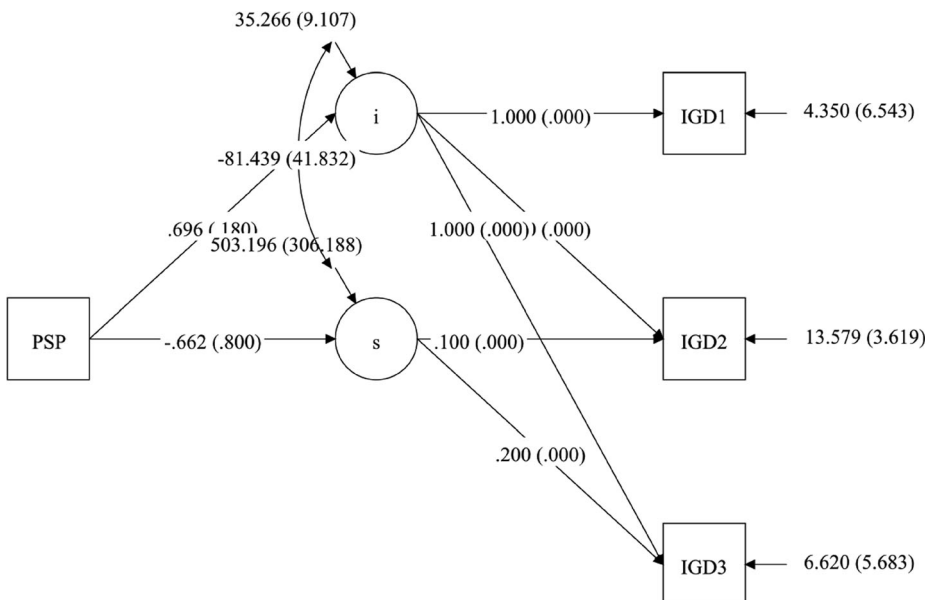 35.266 (9.107)
i
1.000 (.000)
IGD1
4.350 (6.543)
-81.439 (41.832)
.696 (.180)
1.000 (.000)
(.000)
503.196 (306.188)
PSP
-.662 (.800)
s
.100 (.000)
IGD2
13.579 (3.619)
.200 (.000)
IGD3
6.620 (5.683)